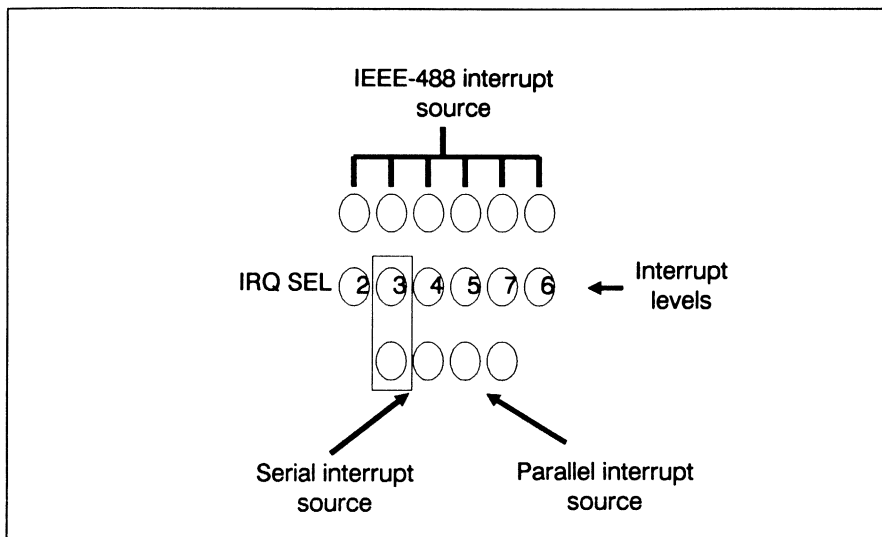 IEEE-488 interrupt
source
IRQ SEL 2 3 4 5 7 6
Interrupt
levels
Serial interrupt
source
Parallel interrupt
source